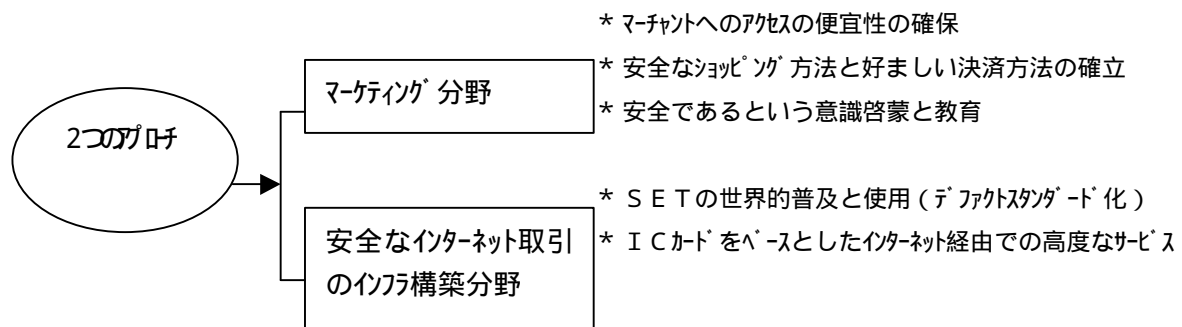 * ﾏｰﾁｬﾝﾄへのｱｸｾｽの便宜性の確保
ﾏｰｹﾃｨﾝｸﾞ分野
* 安全なｼｮｯﾋﾟﾝｸﾞ方法と好ましい決済方法の確立
* 安全であるという意識啓蒙と教育
2つのｱﾌﾟﾛｰﾁ
* ＳＥＴの世界的普及と使用（ﾃﾞﾌｧｸﾄｽﾀﾝﾀﾞｰﾄﾞ化）
安全なｲﾝﾀｰﾈｯﾄ取引
のｲﾝﾌﾗ構築分野
* ＩＣｶｰﾄﾞをﾍﾞｰｽとしたｲﾝﾀｰﾈｯﾄ経由での高度なｻｰﾋﾞｽ